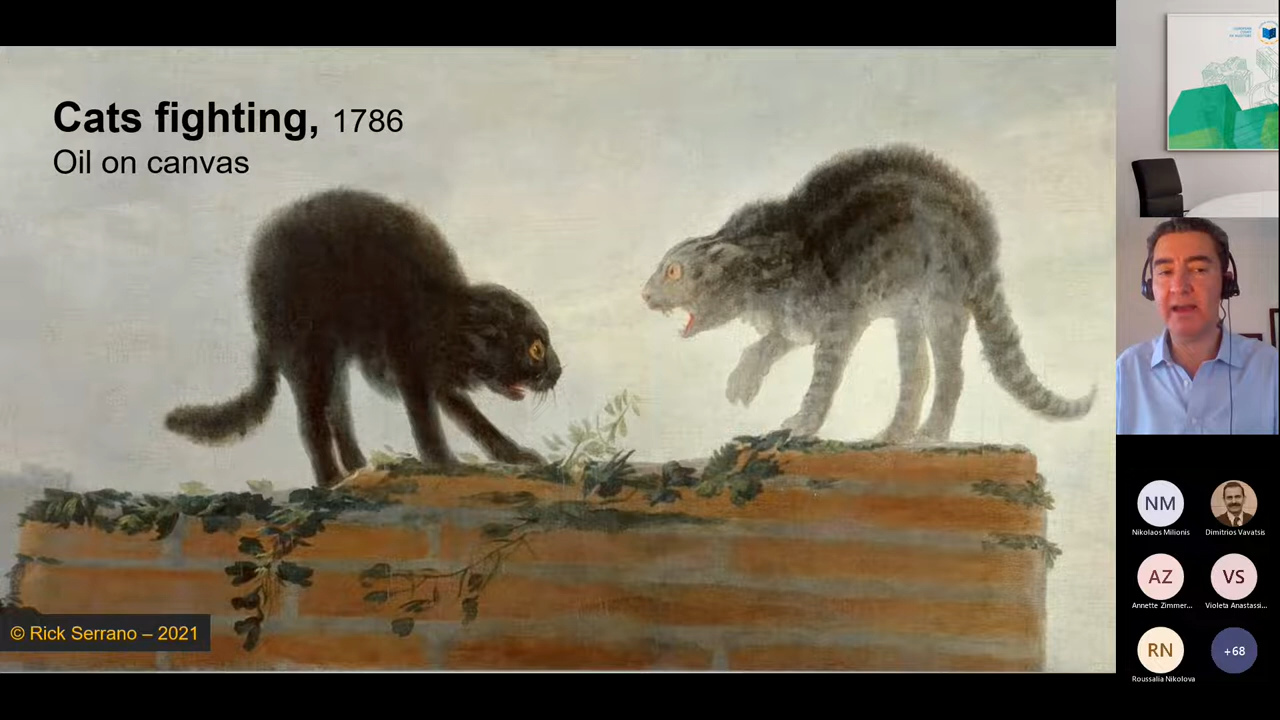 Cats fighting, 1786
Oil on canvas
© Rick Serrano – 2021
NM
Nikolaos Milionis
Dimitrios Vavatsis
AZ
Annette Zimmer...
VS
Violeta Anastassi...
RN
Roussalia Nikolova
+68